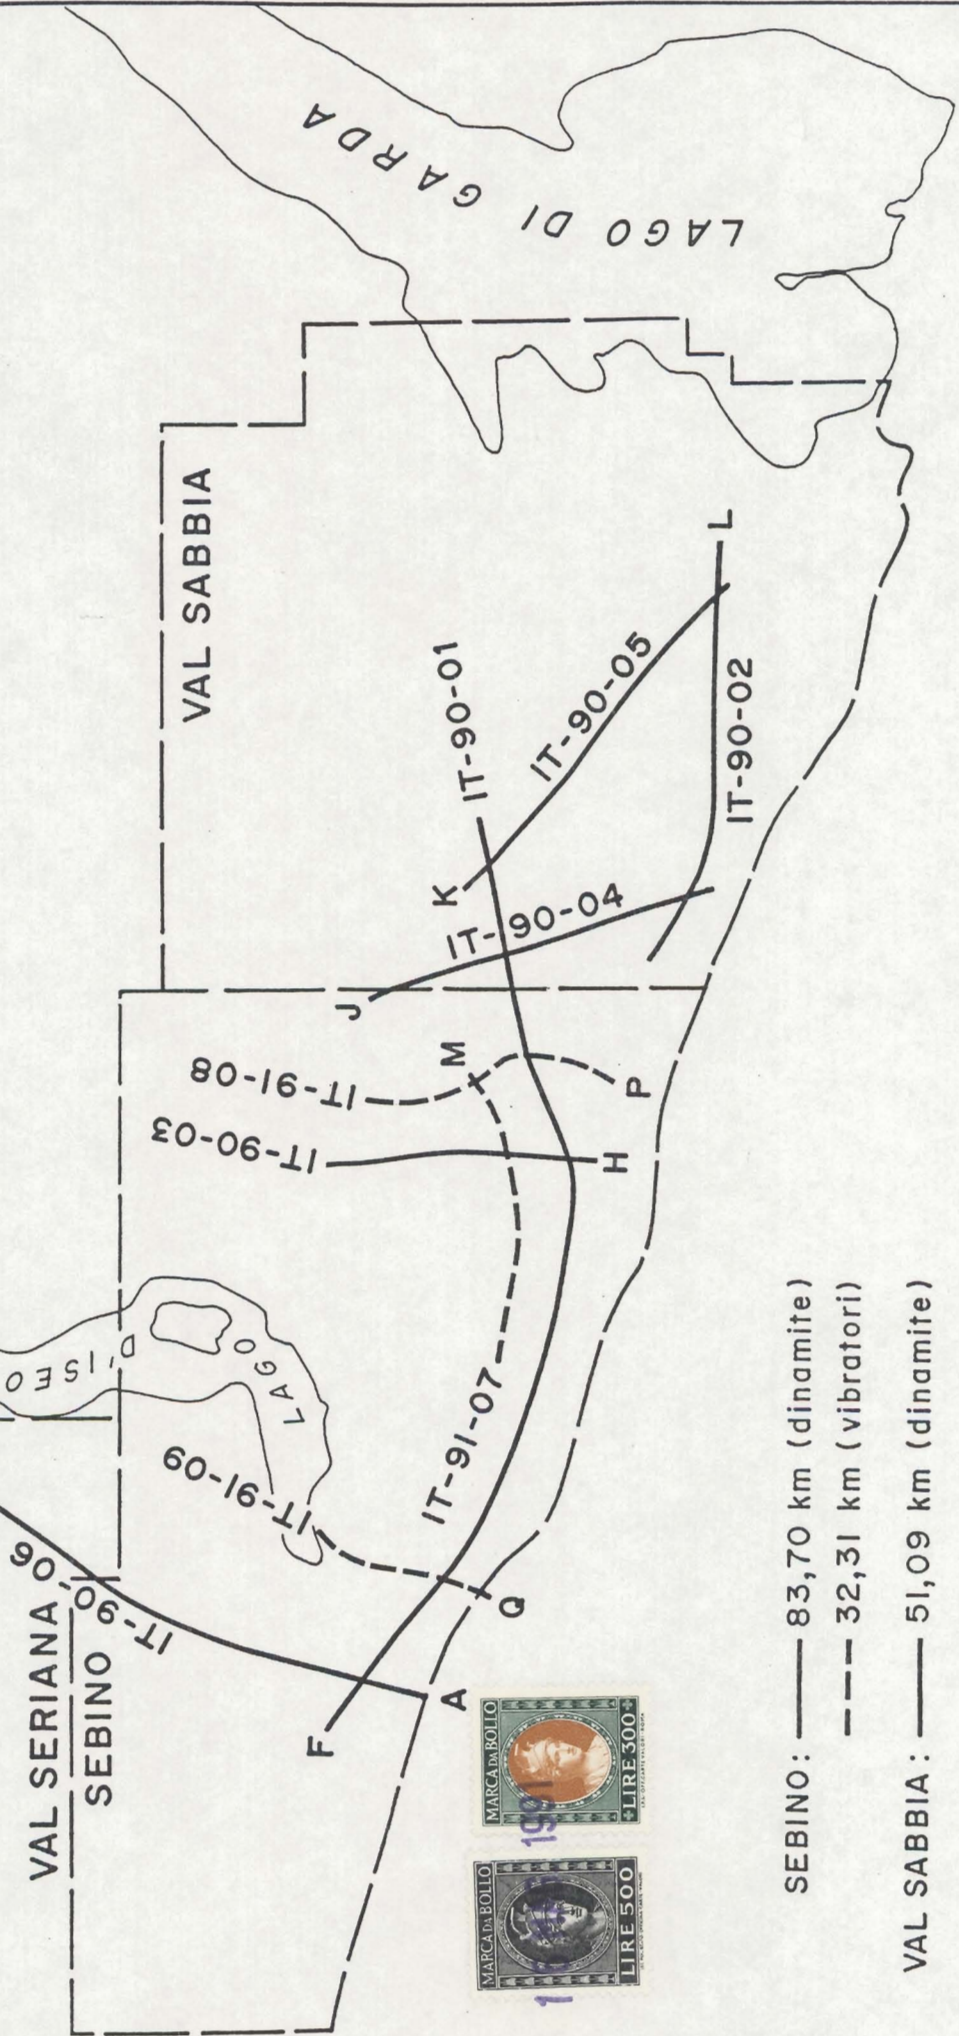 VAL SERIANA
SEBINO
IT-90-06
LAGO D'ISEO
VAL SABBIA
LAGO DI GARDA
IT-91-09
IT-90-03
IT-91-08
J
K
IT-90-01
IT-90-04
IT-90-05
L
IT-90-02
M
P
H
IT-91-07
Q
F
A
MARCA DA BOLLO
LIRE 500
MARCA DA BOLLO
LIRE 300
1991
SEBINO: 83,70 km (dinamite)
32,31 km (vibratori)
VAL SABBIA: 51,09 km (dinamite)